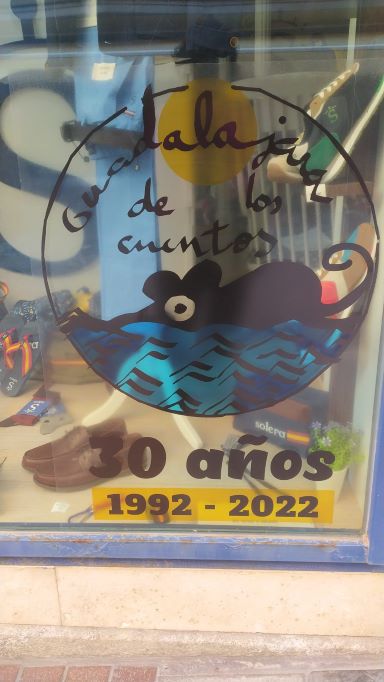 S
Guadalajara
de los
cuentos
solera
30 años
1992 - 2022